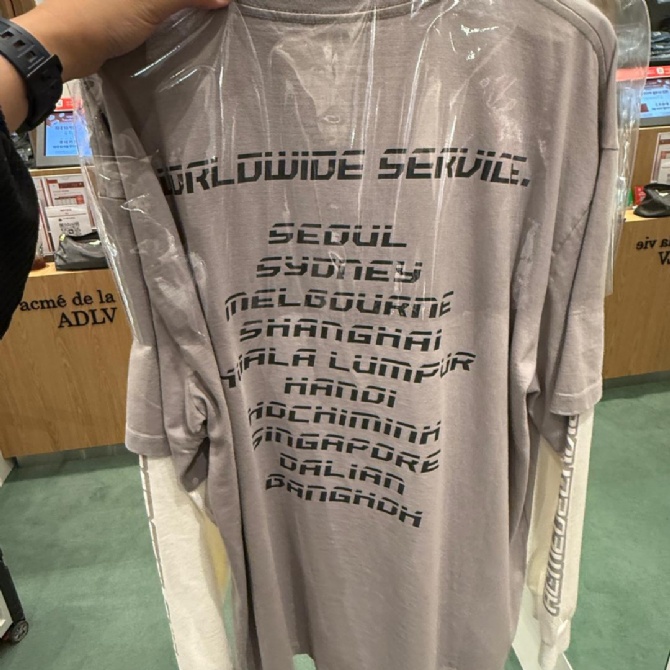 WORLDWIDE SERVICE.
SEOUL
SYDNEY
MELBOURNE
SHANGHAI
KUALA LUMPUR
HANOI
HOCHIMINH
SINGAPORE
DALIAN
BANGKOK
acmé de la
ADLV